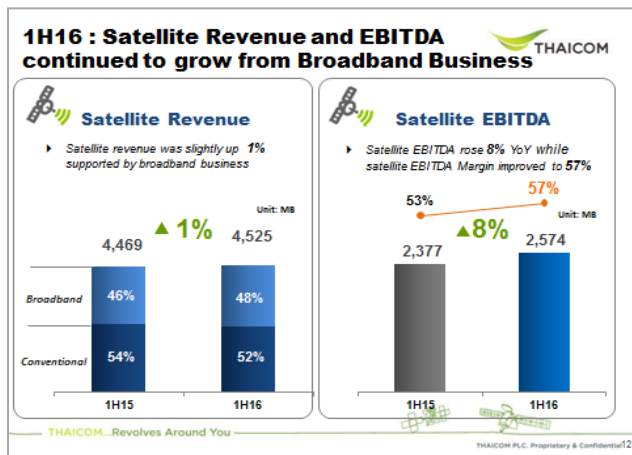 1H16 : Satellite Revenue and EBITDA
continued to grow from Broadband Business
THAICOM
Satellite Revenue
Satellite revenue was slightly up 1%
supported by broadband business
Unit: MB
1%
4,469
4,525
Broadband
46%
48%
Conventional
54%
52%
1H15
1H16
Satellite EBITDA
Satellite EBITDA rose 8% YoY while
satellite EBITDA Margin improved to 57%
53%
57%
Unit: MB
8%
2,377
2,574
1H15
1H16
THAICOM...Revolves Around You
THAICOM PLC. Proprietary & Confidential 12